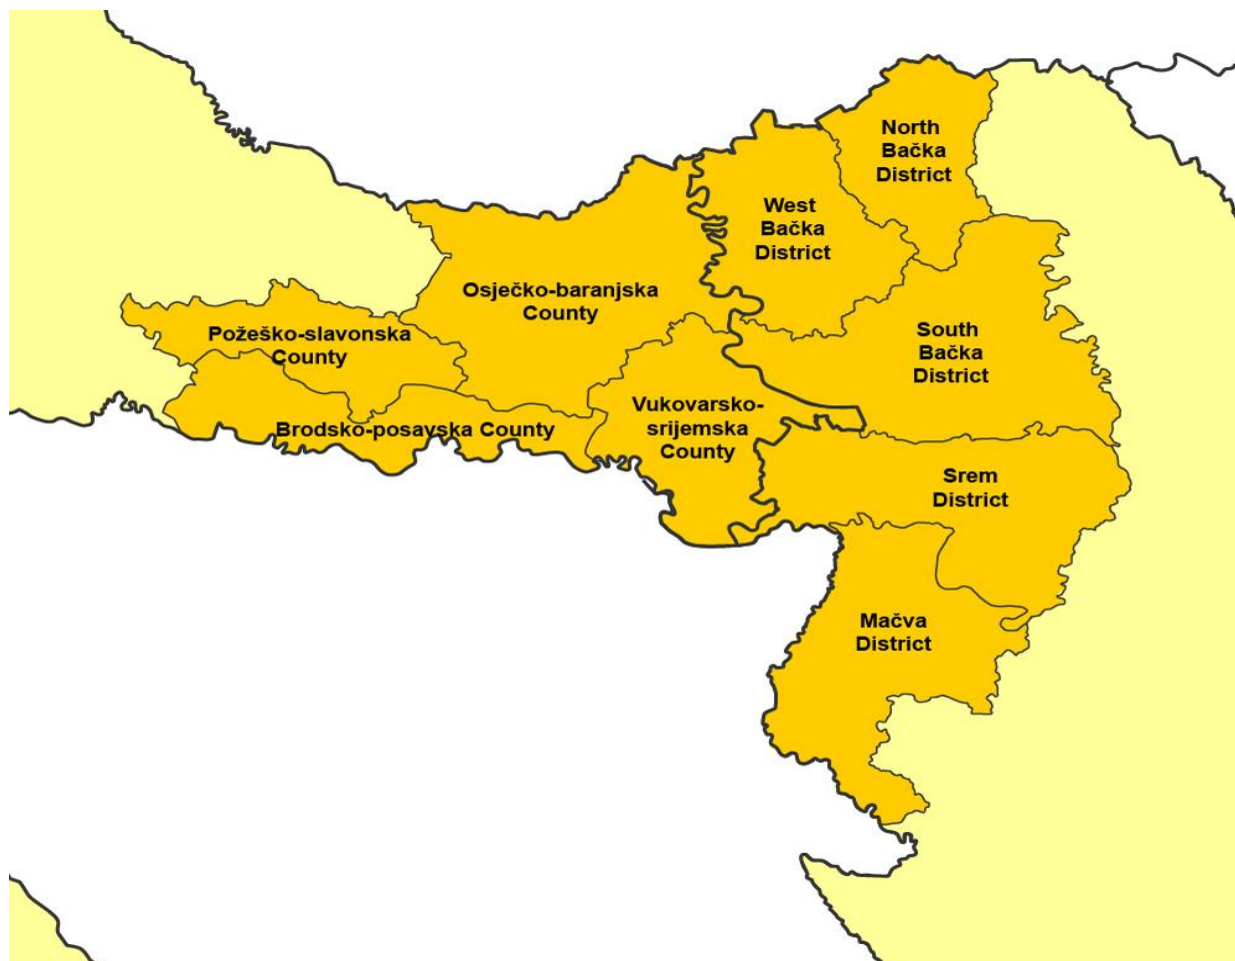 North
Bačka
District
West
Bačka
District
Osječko-baranjska
County
Požeško-slavonska
County
South
Bačka
District
Vukovarsko-
srijemska
County
Brodsko-posavska County
Srem
District
Mačva
District